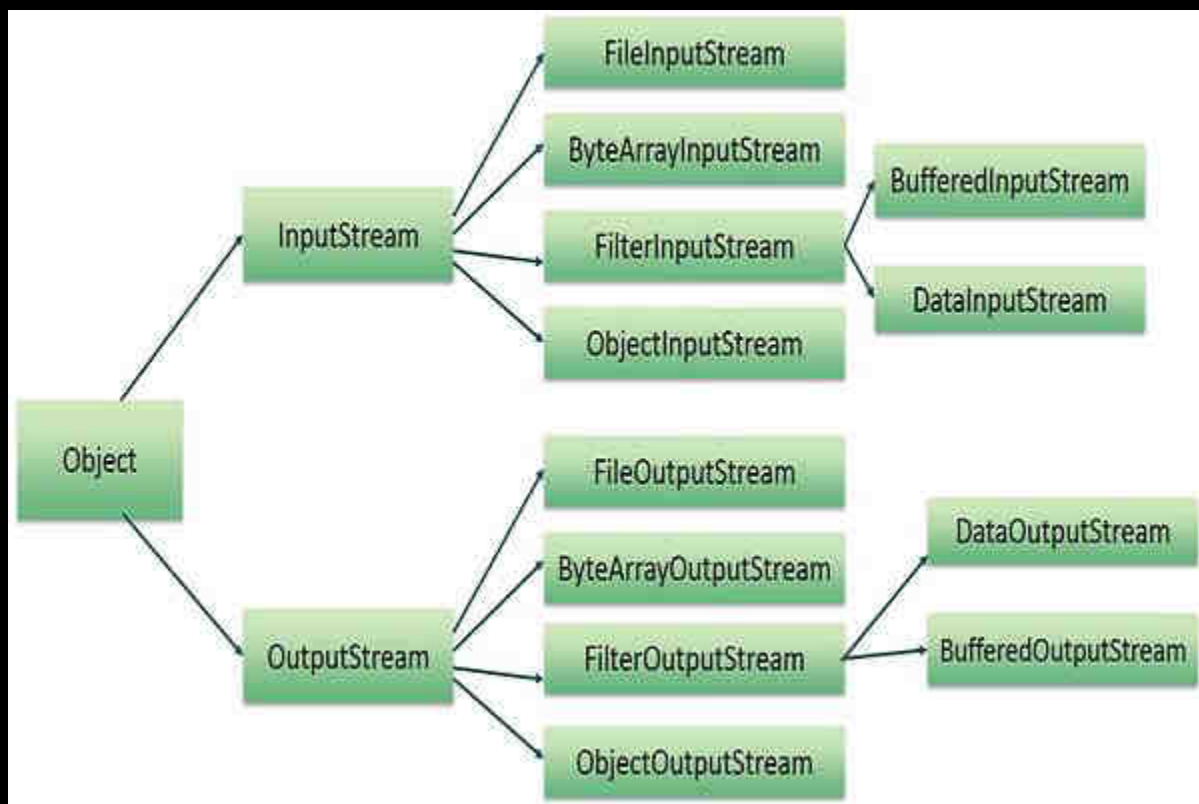 FileInputStream
ByteArrayInputStream
BufferedInputStream
InputStream
FilterInputStream
DataInputStream
ObjectInputStream
Object
FileOutputStream
DataOutputStream
ByteArrayOutputStream
OutputStream
FilterOutputStream
BufferedOutputStream
ObjectOutputStream